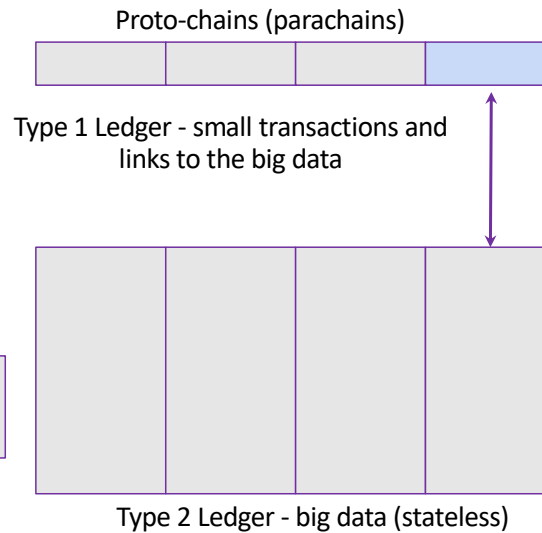 Proto-chains (parachains)
Type 1 Ledger - small transactions and
links to the big data
Type 2 Ledger - big data (stateless)